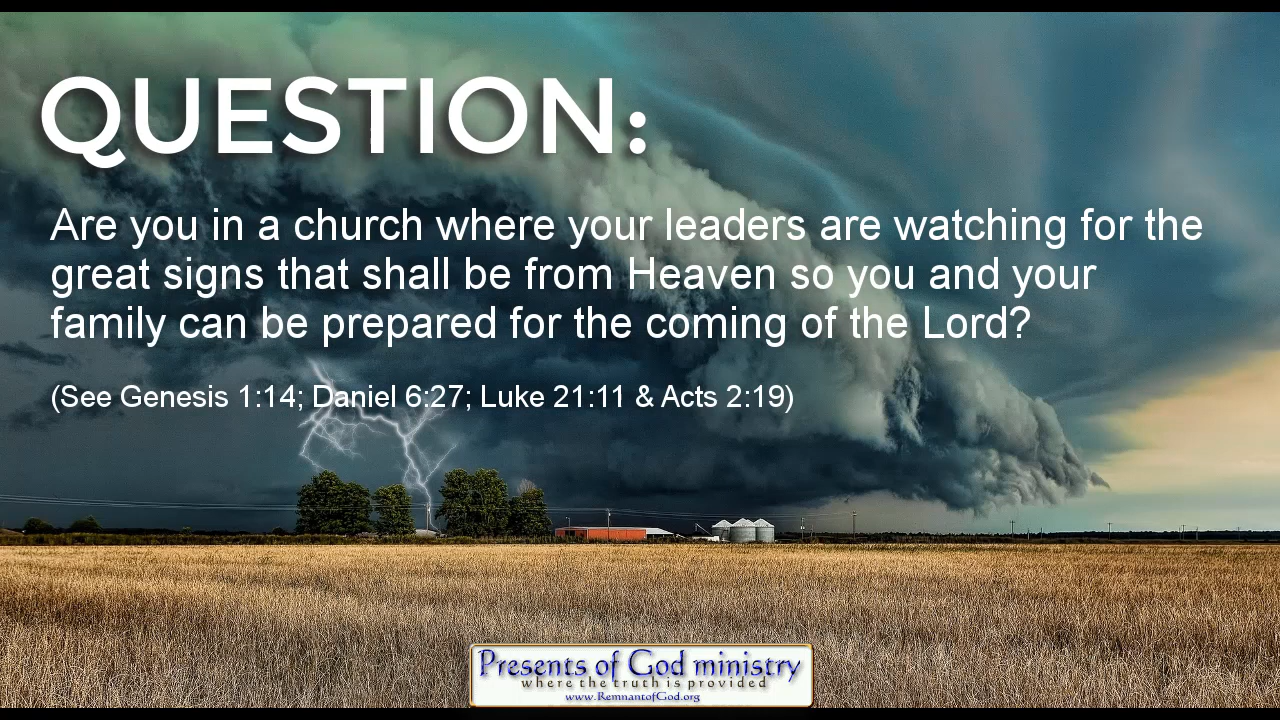 QUESTION:
Are you in a church where your leaders are watching for the
great signs that shall be from Heaven so you and your
family can be prepared for the coming of the Lord?
(See Genesis 1:14; Daniel 6:27; Luke 21:11 & Acts 2:19)
Presents of God ministry
where the truth is provided
www.RemnantofGod.org